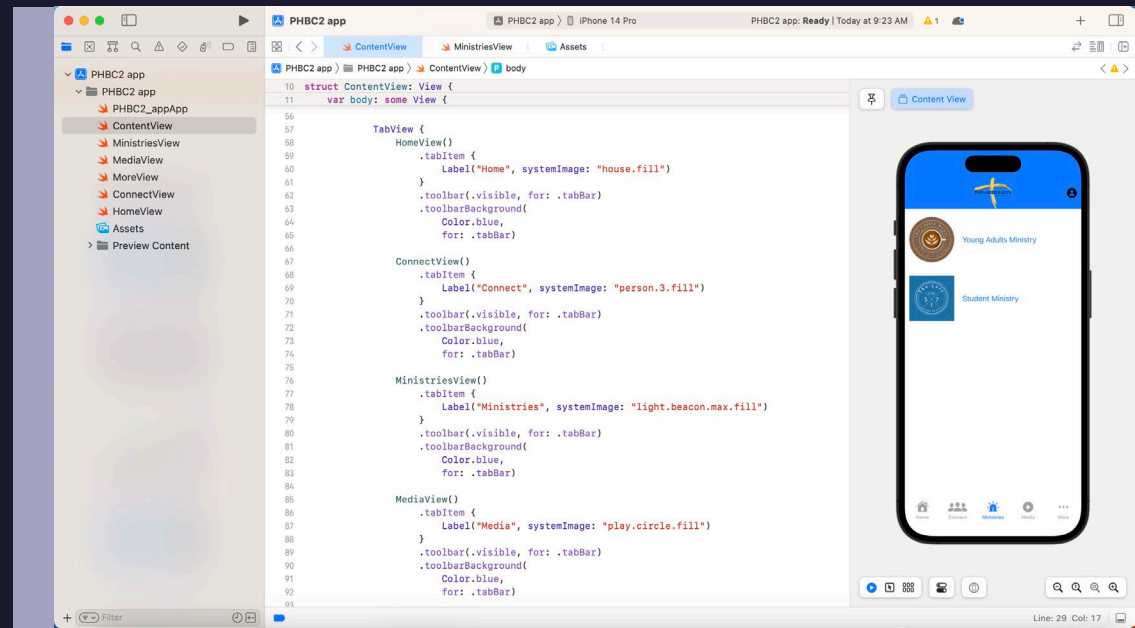 PHBC2 app
PHBC2 app 〉 iPhone 14 Pro
PHBC2 app: Ready | Today at 9:23 AM
1
ContentView
MinistriesView
Assets
PHBC2 app 〉 PHBC2 app 〉 ContentView 〉 P body
PHBC2 app
PHBC2 app
PHBC2_appApp
ContentView
MinistriesView
MediaView
MoreView
ConnectView
HomeView
Assets
Preview Content
Filter
10 struct ContentView: View {
11 var body: some View {
56
57 TabView {
58 HomeView()
59 .tabItem {
60 Label("Home", systemImage: "house.fill")
61 }
62 .toolbar(.visible, for: .tabBar)
63 .toolbarBackground(
64 Color.blue,
65 for: .tabBar)
66
67 ConnectView()
68 .tabItem {
69 Label("Connect", systemImage: "person.3.fill")
70 }
71 .toolbar(.visible, for: .tabBar)
72 .toolbarBackground(
73 Color.blue,
74 for: .tabBar)
75
76 MinistriesView()
77 .tabItem {
78 Label("Ministries", systemImage: "light.beacon.max.fill")
79 }
80 .toolbar(.visible, for: .tabBar)
81 .toolbarBackground(
82 Color.blue,
83 for: .tabBar)
84
85 MediaView()
86 .tabItem {
87 Label("Media", systemImage: "play.circle.fill")
88 }
89 .toolbar(.visible, for: .tabBar)
90 .toolbarBackground(
91 Color.blue,
92 for: .tabBar)
93
Content View
Young Adults Ministry
Student Ministry
Home Connect Ministries Media More
Line: 29 Col: 17